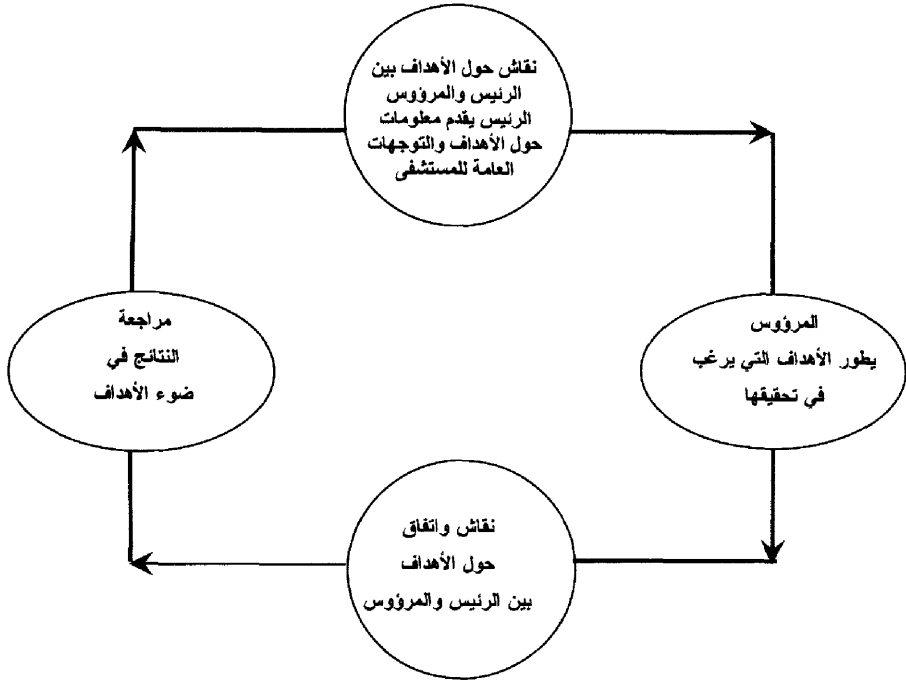 نقاش حول الأهداف بين
الرئيس والمرؤوس
الرئيس يقدم معلومات
حول الأهداف والتوجهات
العامة للمستشفى
المرؤوس
يطور الأهداف التي يرغب
في تحقيقها
نقاش واتفاق
حول الأهداف
بين الرئيس والمرؤوس
مراجعة
النتائج في
ضوء الأهداف